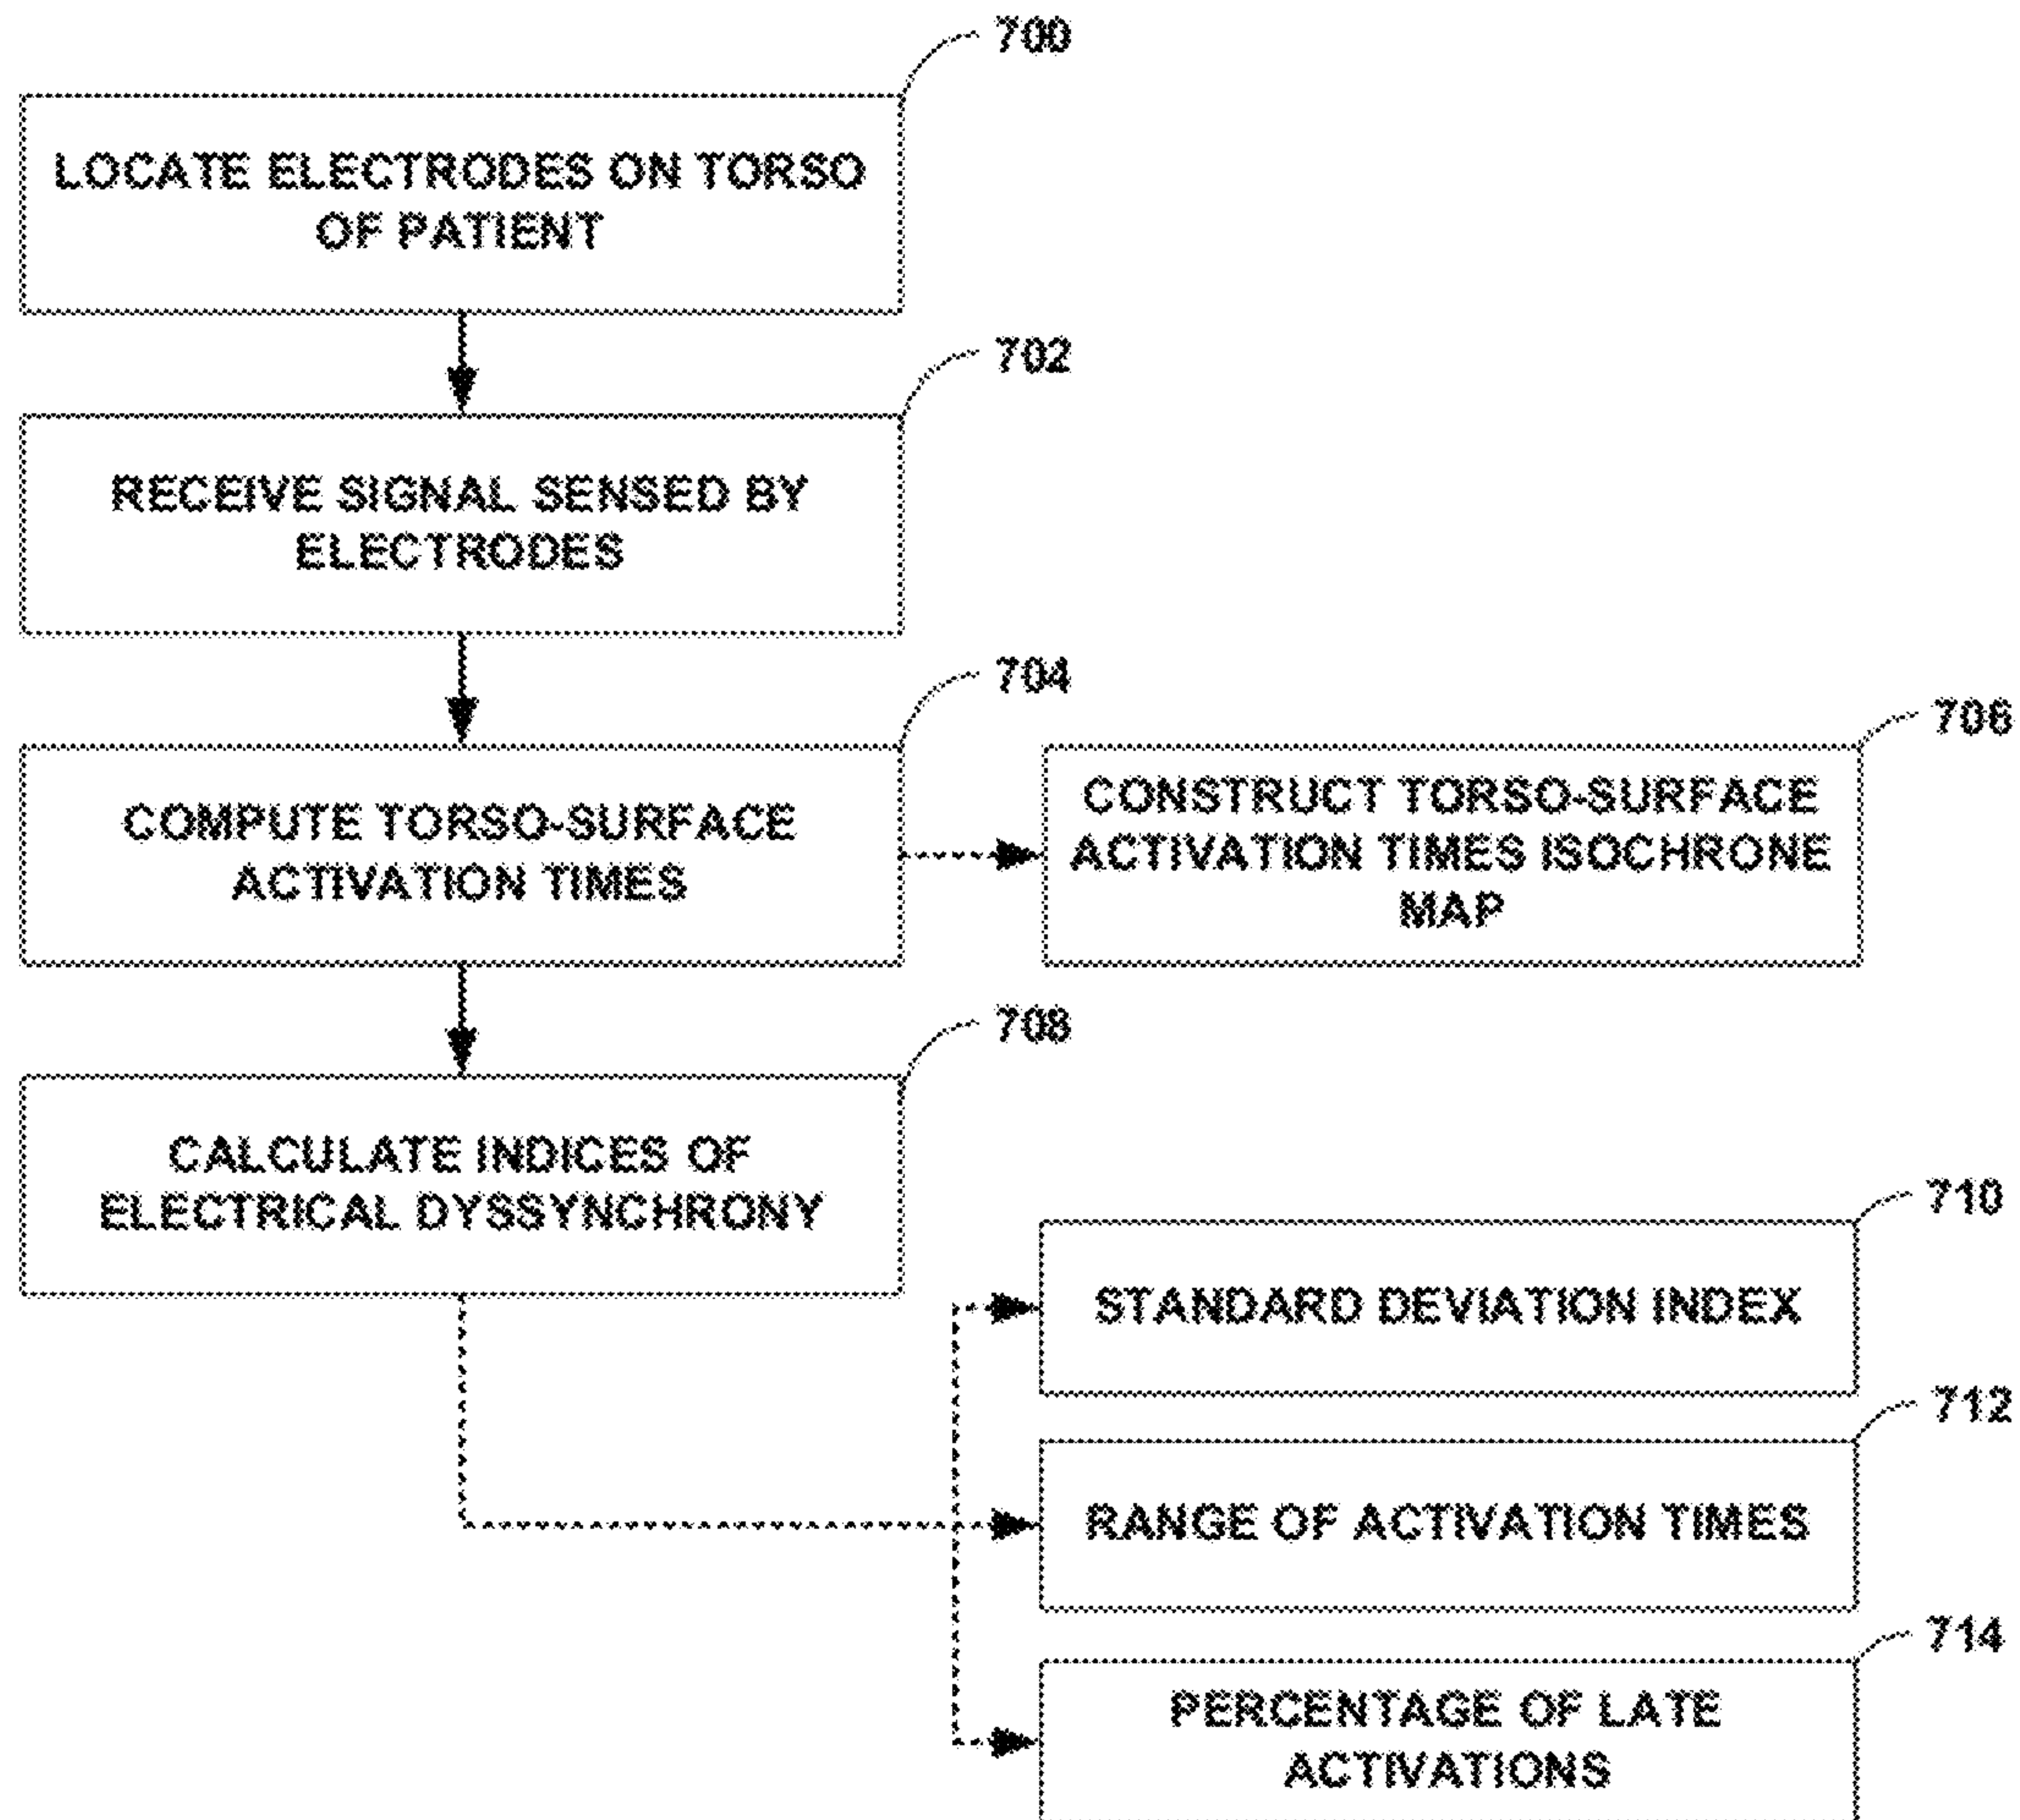 700
LOCATE ELECTRODES ON TORSO
OF PATIENT
702
RECEIVE SIGNAL SENSED BY
ELECTRODES
704
COMPUTE TORSO-SURFACE
ACTIVATION TIMES
706
CONSTRUCT TORSO-SURFACE
ACTIVATION TIMES ISOCHRONE
MAP
708
CALCULATE INDICES OF
ELECTRICAL DYSSYNCHRONY
710
STANDARD DEVIATION INDEX
712
RANGE OF ACTIVATION TIMES
714
PERCENTAGE OF LATE
ACTIVATIONS